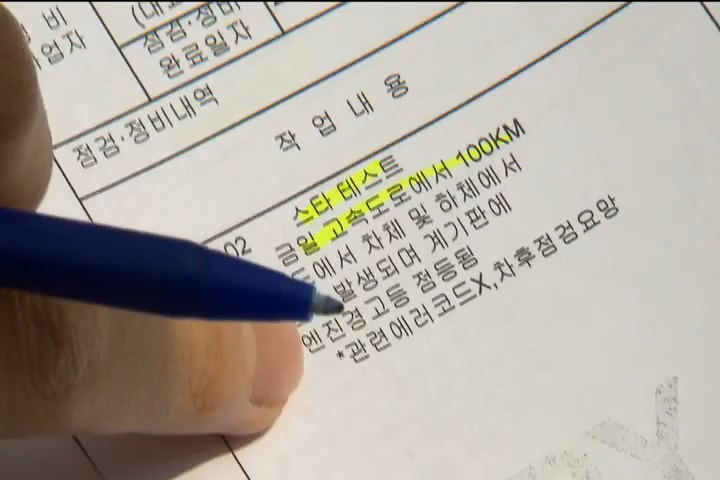 비
업자
점검·정비
완료일자
점검·정비내역
작 업 내 용
02
스타 테스트
금일 고속도로에서 100KM
에서 차체 및 하체에서
발생되며 계기판에
엔진경고등 점등됨
*관련에러코드X,차후점검요망